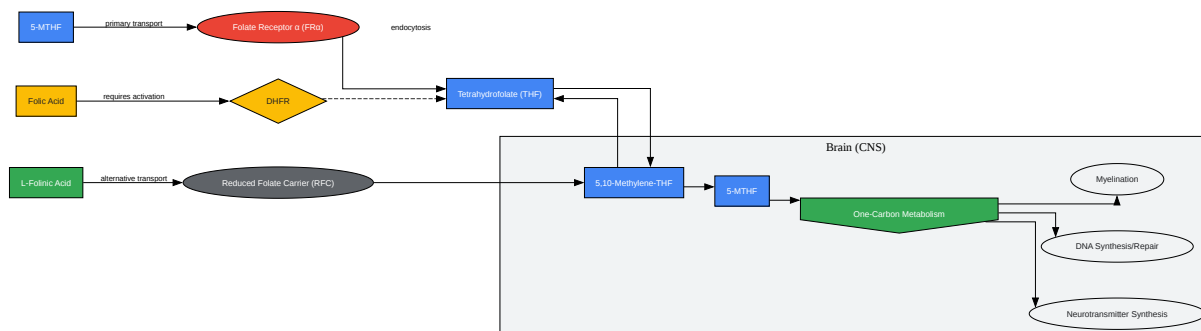 5-MTHF
primary transport
Folate Receptor α (FRα)
endocytosis
Tetrahydrofolate (THF)
Folic Acid
requires activation
DHFR
Brain (CNS)
L-Folinic Acid
alternative transport
Reduced Folate Carrier (RFC)
5,10-Methylene-THF
5-MTHF
One-Carbon Metabolism
Myelination
DNA Synthesis/Repair
Neurotransmitter Synthesis